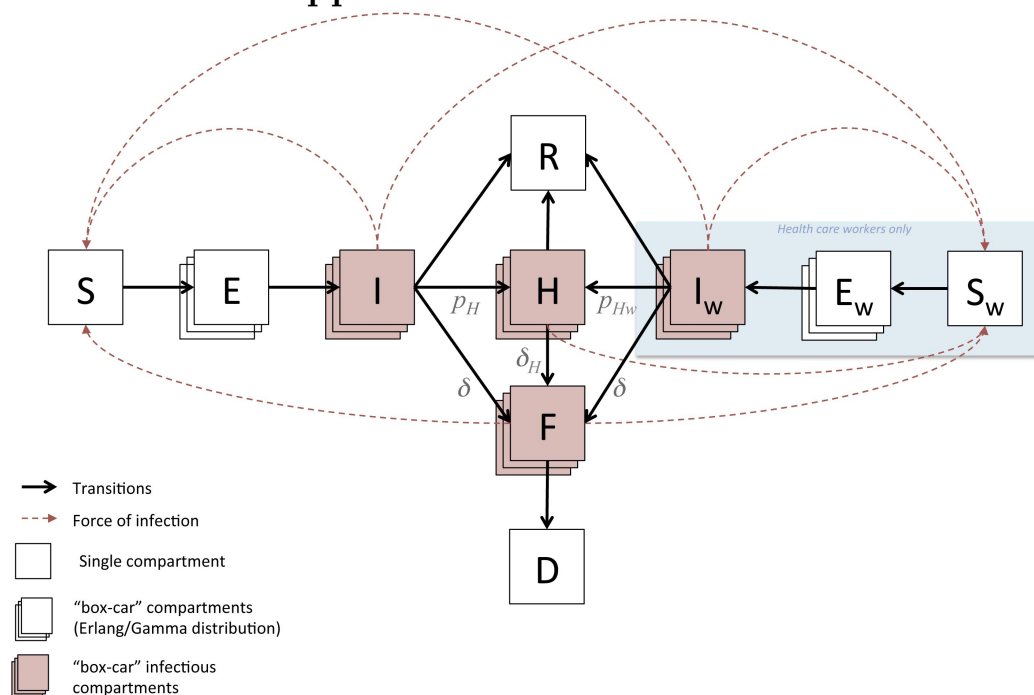 R
Health care workers only
S
E
I
H
I_w
E_w
S_w
p_H
p_Hw
δ_H
δ
δ
F
D
Transitions
Force of infection
Single compartment
“box-car” compartments
(Erlang/Gamma distribution)
“box-car” infectious
compartments